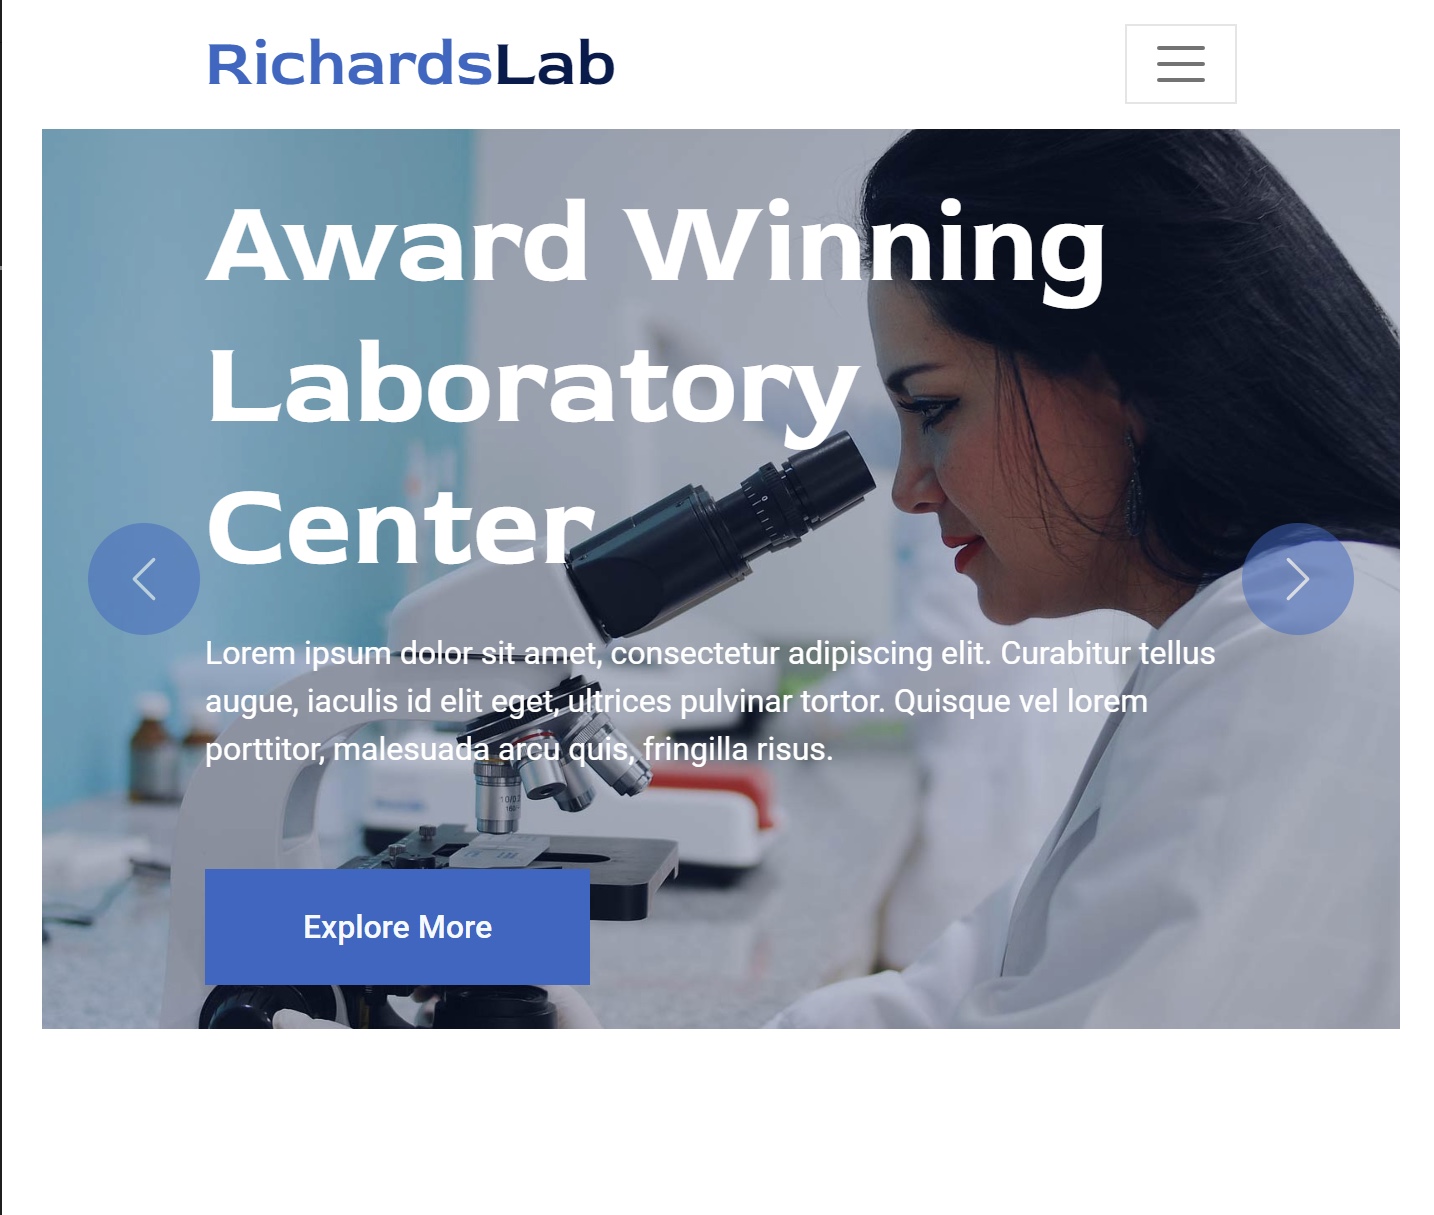 RichardsLab
Award Winning
Laboratory
Center
Lorem ipsum dolor sit amet, consectetur adipiscing elit. Curabitur tellus
augue, iaculis id elit eget, ultrices pulvinar tortor. Quisque vel lorem
porttitor, malesuada arcu quis, fringilla risus.
Explore More